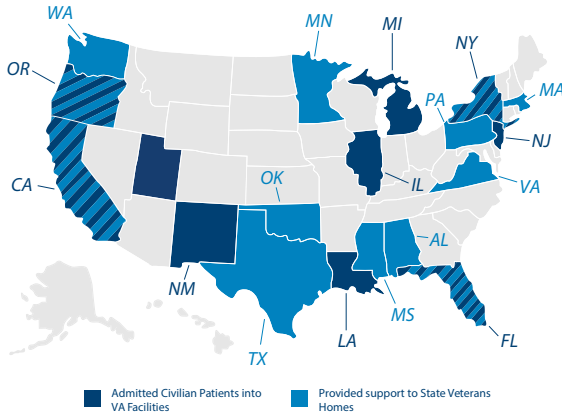 WA
MN
MI
NY
OR
MA
PA
NJ
CA
OK
IL
VA
AL
NM
MS
LA
FL
TX
Admitted Civilian Patients into
VA Facilities
Provided support to State Veterans
Homes